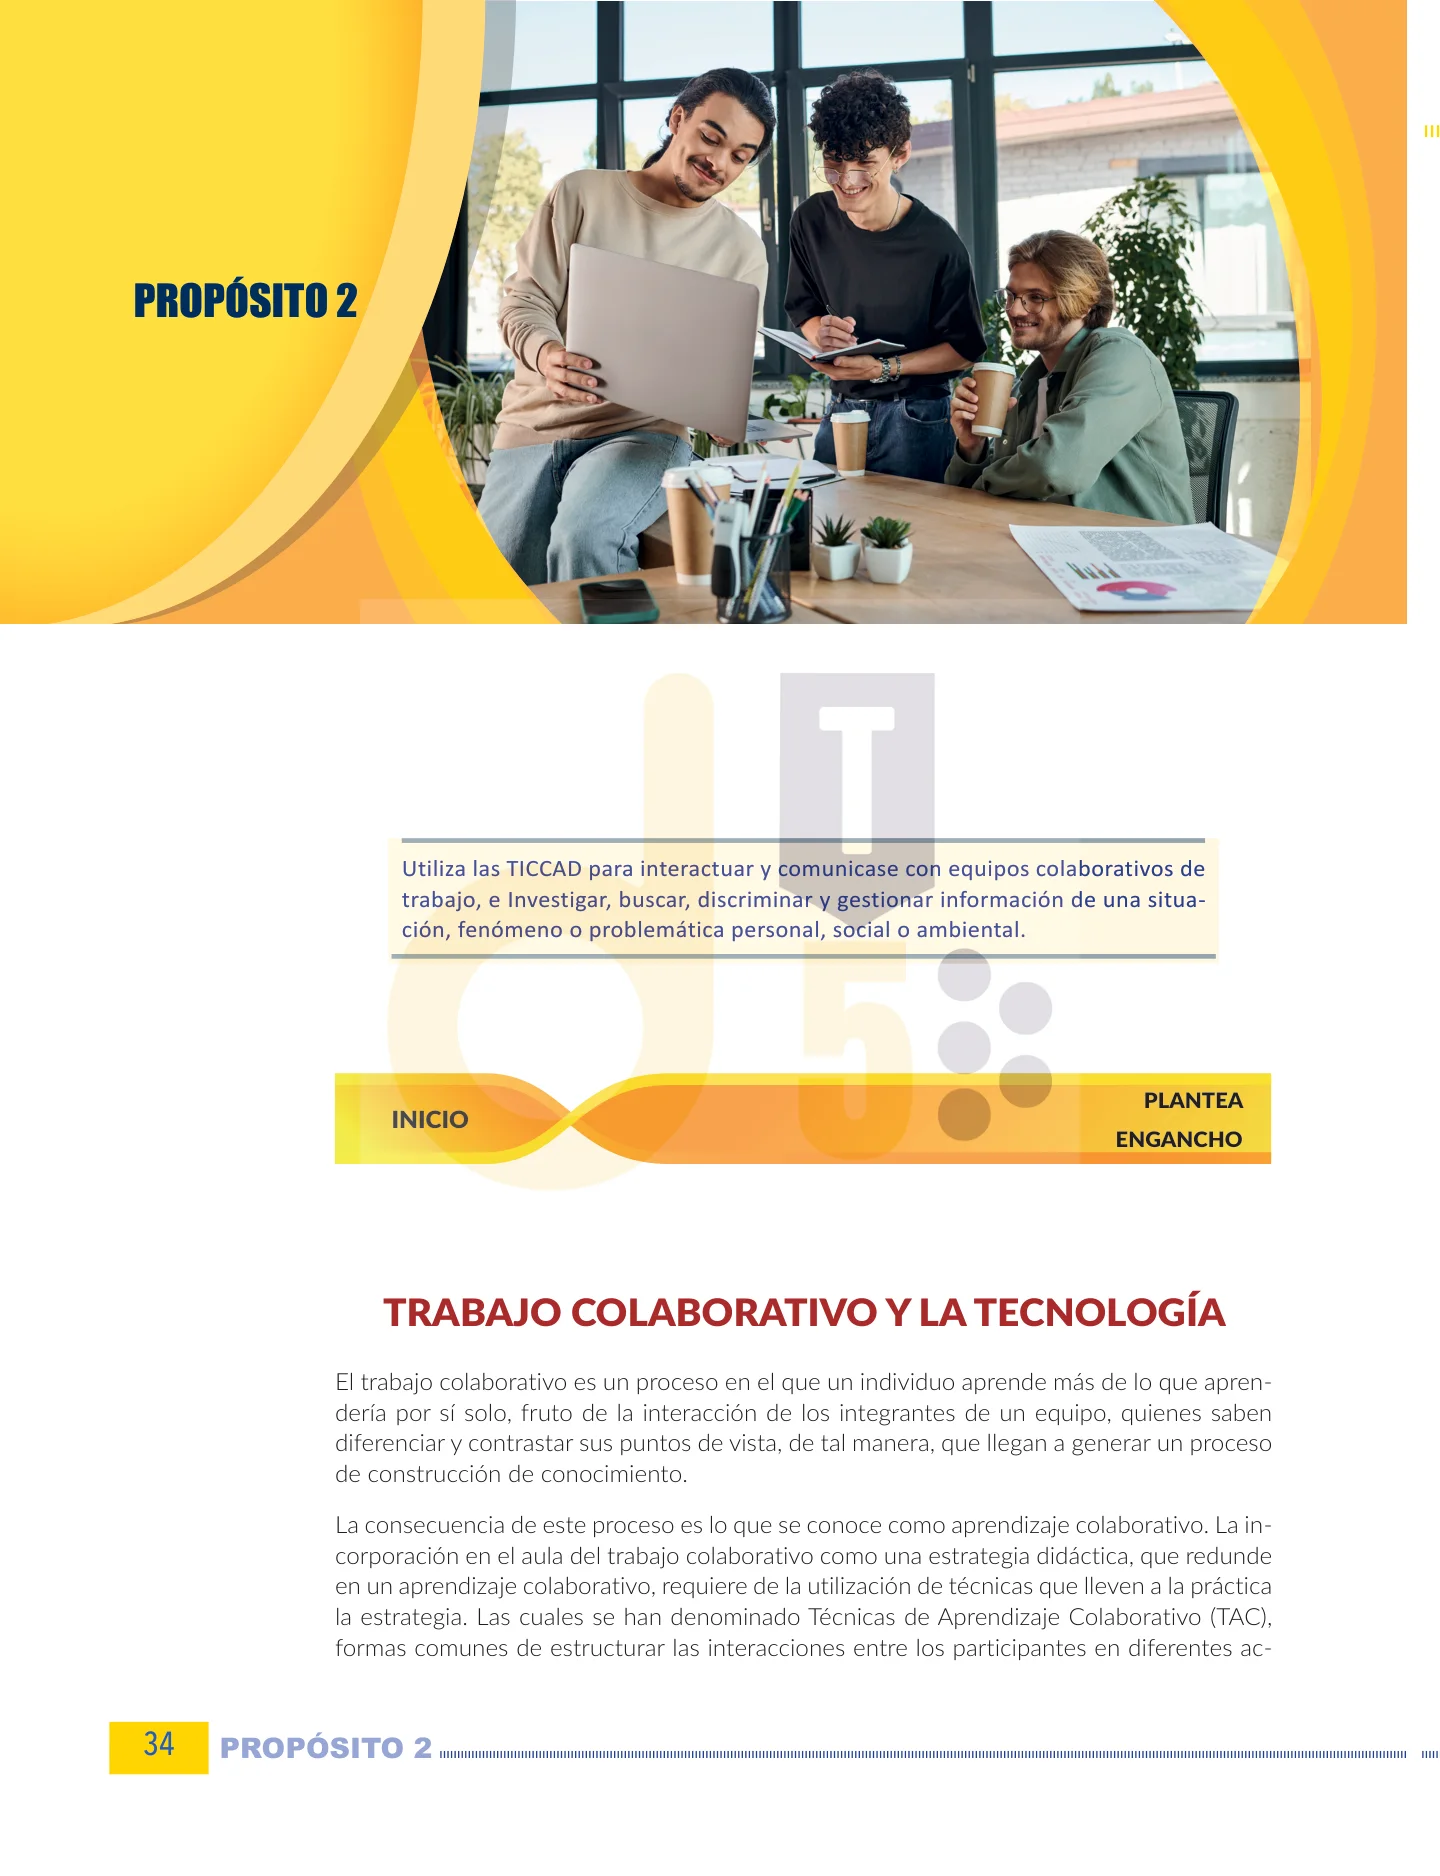 PROPÓSITO 2
Utiliza las TICCAD para interactuar y comunicase con equipos colaborativos de
trabajo, e Investigar, buscar, discriminar y gestionar información de una situa-
ción, fenómeno o problemática personal, social o ambiental.
INICIO
PLANTEA
ENGANCHO
TRABAJO COLABORATIVO Y LA TECNOLOGÍA
El trabajo colaborativo es un proceso en el que un individuo aprende más de lo que apren-
dería por sí solo, fruto de la interacción de los integrantes de un equipo, quienes saben
diferenciar y contrastar sus puntos de vista, de tal manera, que llegan a generar un proceso
de construcción de conocimiento.
La consecuencia de este proceso es lo que se conoce como aprendizaje colaborativo. La in-
corporación en el aula del trabajo colaborativo como una estrategia didáctica, que redunde
en un aprendizaje colaborativo, requiere de la utilización de técnicas que lleven a la práctica
la estrategia. Las cuales se han denominado Técnicas de Aprendizaje Colaborativo (TAC),
formas comunes de estructurar las interacciones entre los participantes en diferentes ac-
34 PROPÓSITO 2